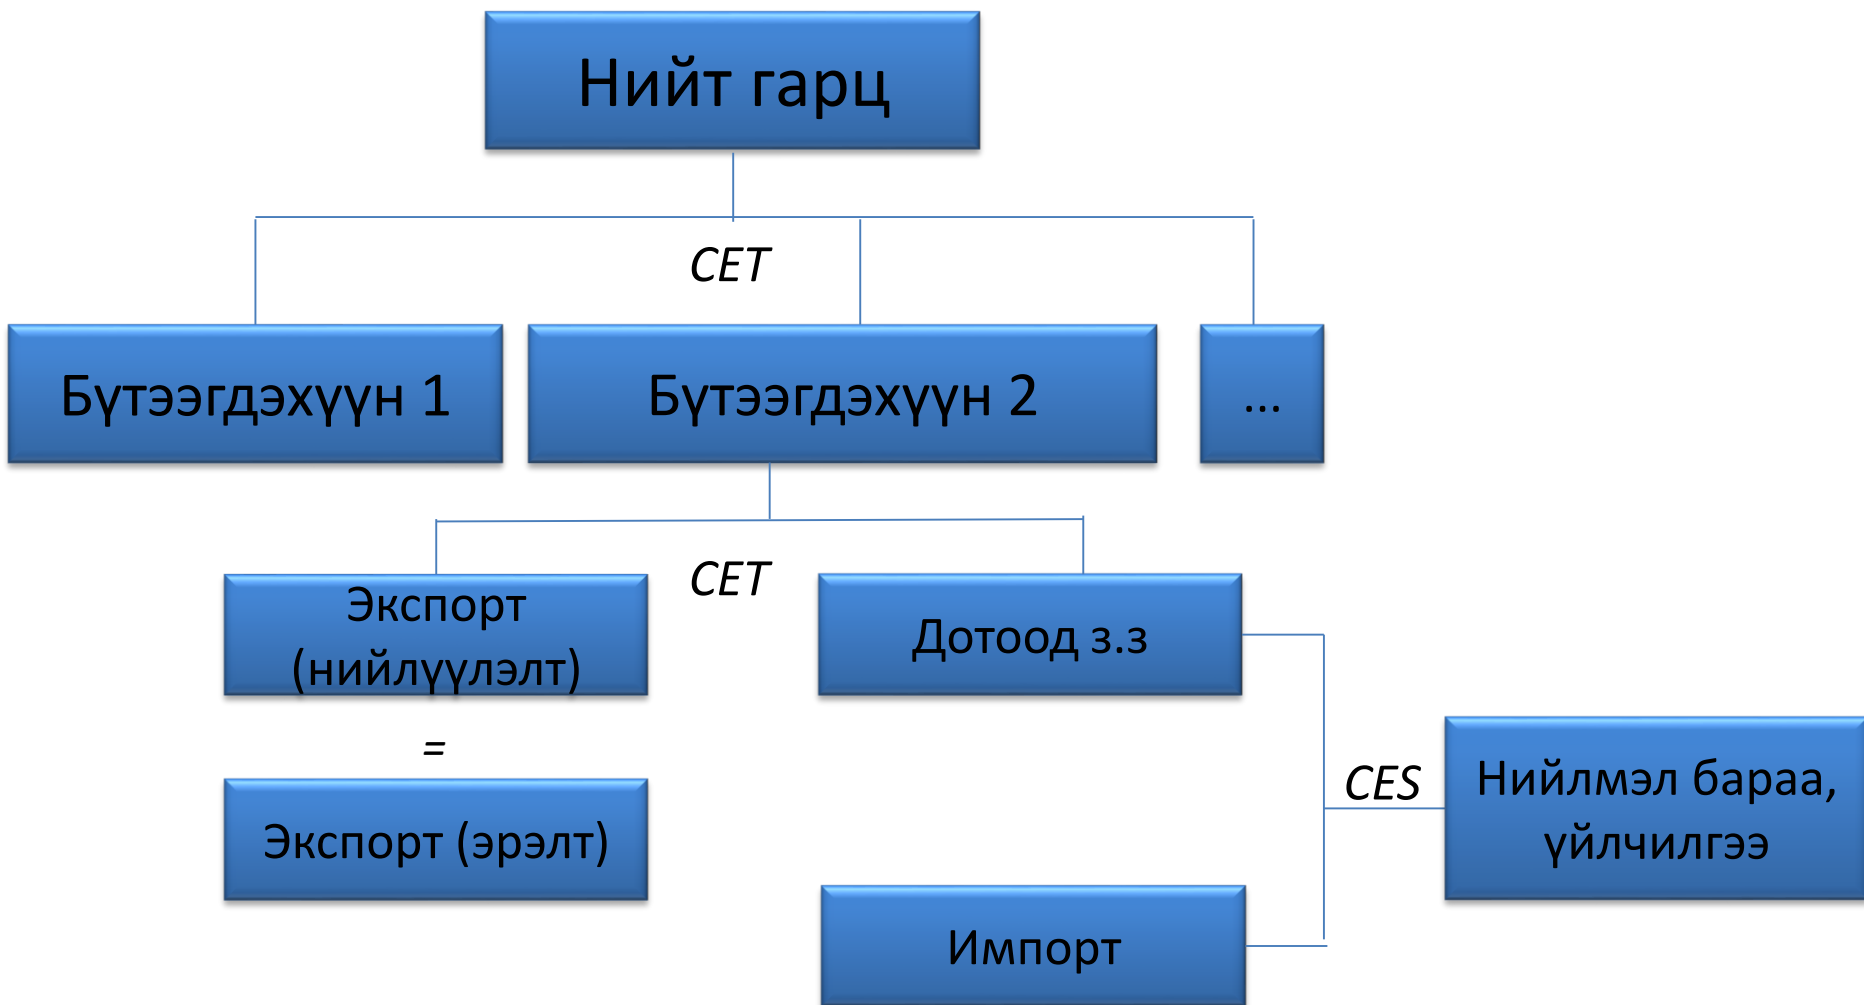 Нийт гарц
CET
Бүтээгдэхүүн 1
Бүтээгдэхүүн 2
...
CET
Экспорт
(нийлүүлэлт)
Дотоод з.з
=
Экспорт (эрэлт)
CES
Нийлмэл бараа,
үйлчилгээ
Импорт